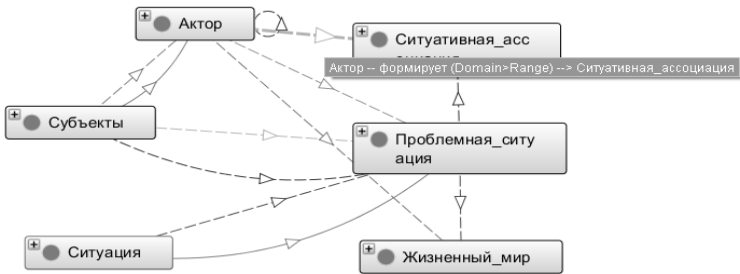 Актор
Ситуативная_асс
Актор -- формирует (Domain>Range) --> Ситуативная_ассоциация
Субъекты
Проблемная_ситу
ация
Ситуация
Жизненный_мир